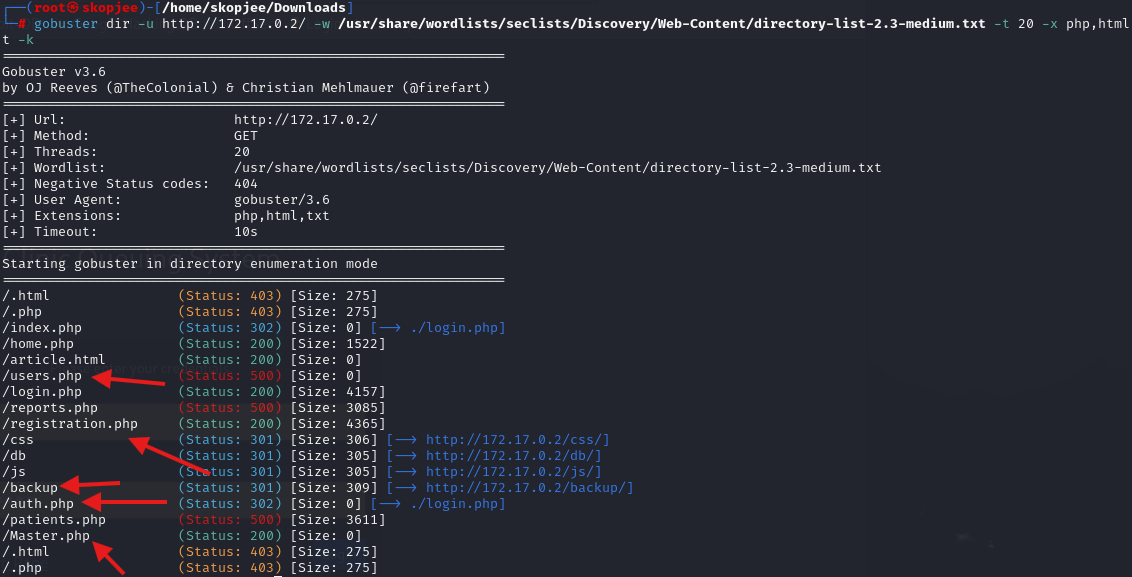 ┌──(root㉿skopjee)-[/home/skopjee/Downloads]
└─# gobuster dir -u http://172.17.0.2/ -w /usr/share/wordlists/seclists/Discovery/Web-Content/directory-list-2.3-medium.txt -t 20 -x php,html
t -k
===============================================================
Gobuster v3.6
by OJ Reeves (@TheColonial) & Christian Mehlmauer (@firefart)
===============================================================
[+] Url: http://172.17.0.2/
[+] Method: GET
[+] Threads: 20
[+] Wordlist: /usr/share/wordlists/seclists/Discovery/Web-Content/directory-list-2.3-medium.txt
[+] Negative Status codes: 404
[+] User Agent: gobuster/3.6
[+] Extensions: php,html,txt
[+] Timeout: 10s
===============================================================
Starting gobuster in directory enumeration mode
===============================================================
/.html (Status: 403) [Size: 275]
/.php (Status: 403) [Size: 275]
/index.php (Status: 302) [Size: 0] [--> ./login.php]
/home.php (Status: 200) [Size: 1522]
/article.html (Status: 200) [Size: 0]
/users.php (Status: 500) [Size: 0]
/login.php (Status: 200) [Size: 4157]
/reports.php (Status: 500) [Size: 3085]
/registration.php (Status: 200) [Size: 4365]
/css (Status: 301) [Size: 306] [--> http://172.17.0.2/css/]
/db (Status: 301) [Size: 305] [--> http://172.17.0.2/db/]
/js (Status: 301) [Size: 305] [--> http://172.17.0.2/js/]
/backup (Status: 301) [Size: 309] [--> http://172.17.0.2/backup/]
/auth.php (Status: 302) [Size: 0] [--> ./login.php]
/patients.php (Status: 500) [Size: 3611]
/Master.php (Status: 200) [Size: 0]
/.html (Status: 403) [Size: 275]
/.php (Status: 403) [Size: 275]